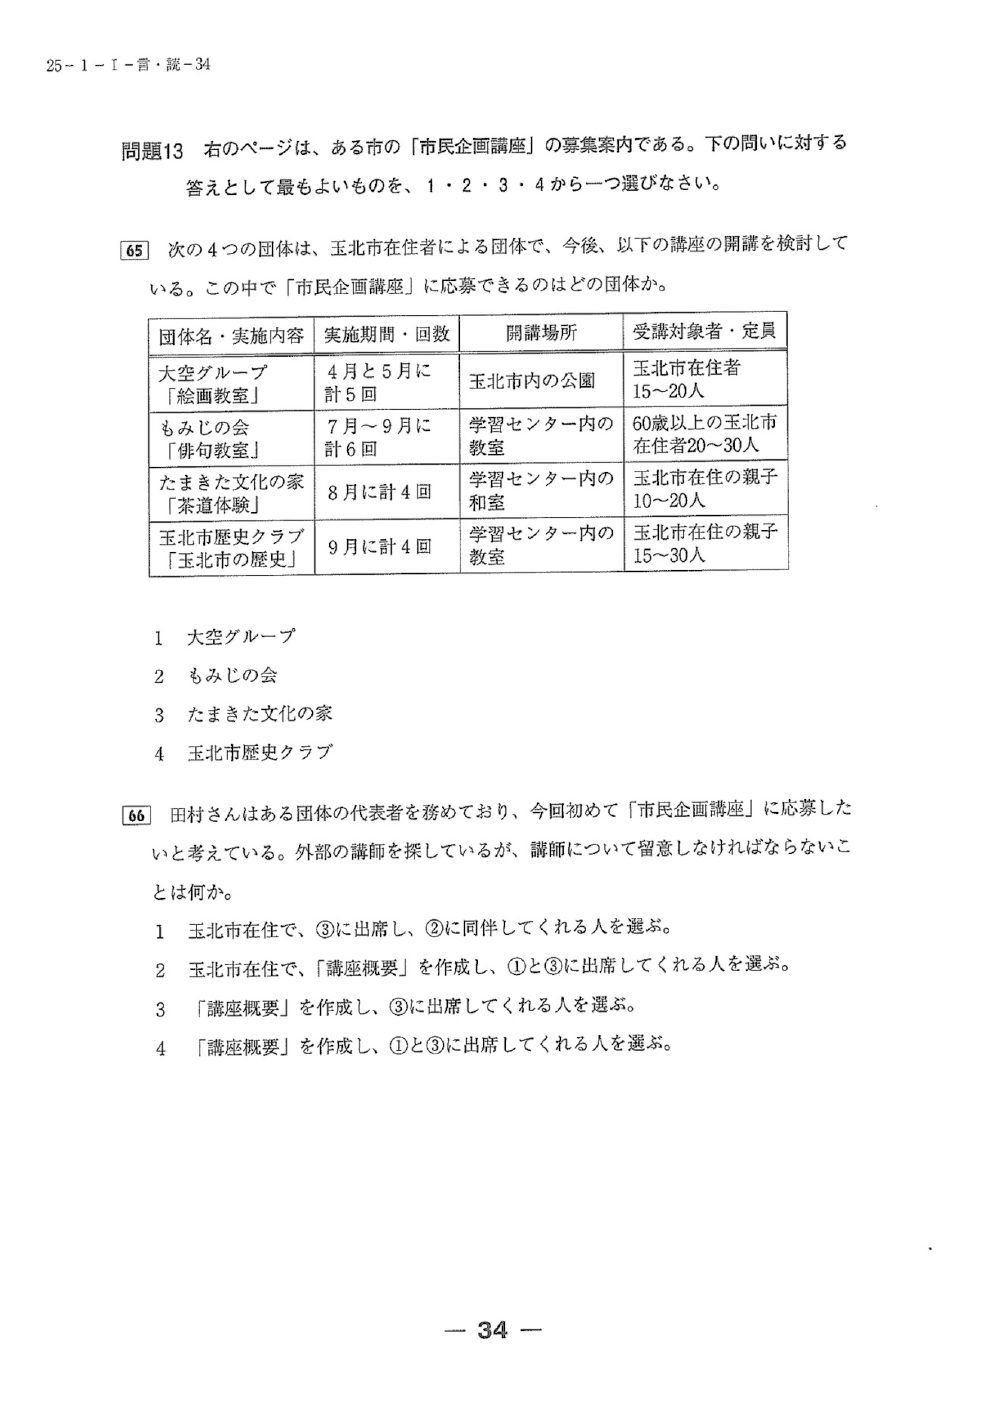 25－1－Ⅰ－言・読－34
問題13　右のページは、ある市の「市民企画講座」の募集案内である。下の問いに対する
答えとして最もよいものを、1・2・3・4から一つ選びなさい。
65　次の4つの団体は、玉北市在住者による団体で、今後、以下の講座の開講を検討して
いる。この中で「市民企画講座」に応募できるのはどの団体か。
団体名・実施内容　実施期間・回数　開講場所　受講対象者・定員
大空グループ　4月と5月に　玉北市内の公園　玉北市在住者
「絵画教室」　計5回　15〜20人
もみじの会　7月〜9月に　学習センター内の　60歳以上の玉北市
「俳句教室」　計6回　教室　在住者20〜30人
たまきた文化の家　8月に計4回　学習センター内の　玉北市在住の親子
「茶道体験」　和室　10〜20人
玉北市歴史クラブ　9月に計4回　学習センター内の　玉北市在住の親子
「玉北市の歴史」　教室　15〜30人
1　大空グループ
2　もみじの会
3　たまきた文化の家
4　玉北市歴史クラブ
66　田村さんはある団体の代表者を務めており、今回初めて「市民企画講座」に応募した
いと考えている。外部の講師を探しているが、講師について留意しなければならないこ
とは何か。
1　玉北市在住で、③に出席し、②に同伴してくれる人を選ぶ。
2　玉北市在住で、「講座概要」を作成し、①と③に出席してくれる人を選ぶ。
3　「講座概要」を作成し、③に出席してくれる人を選ぶ。
4　「講座概要」を作成し、①と③に出席してくれる人を選ぶ。
— 34 —